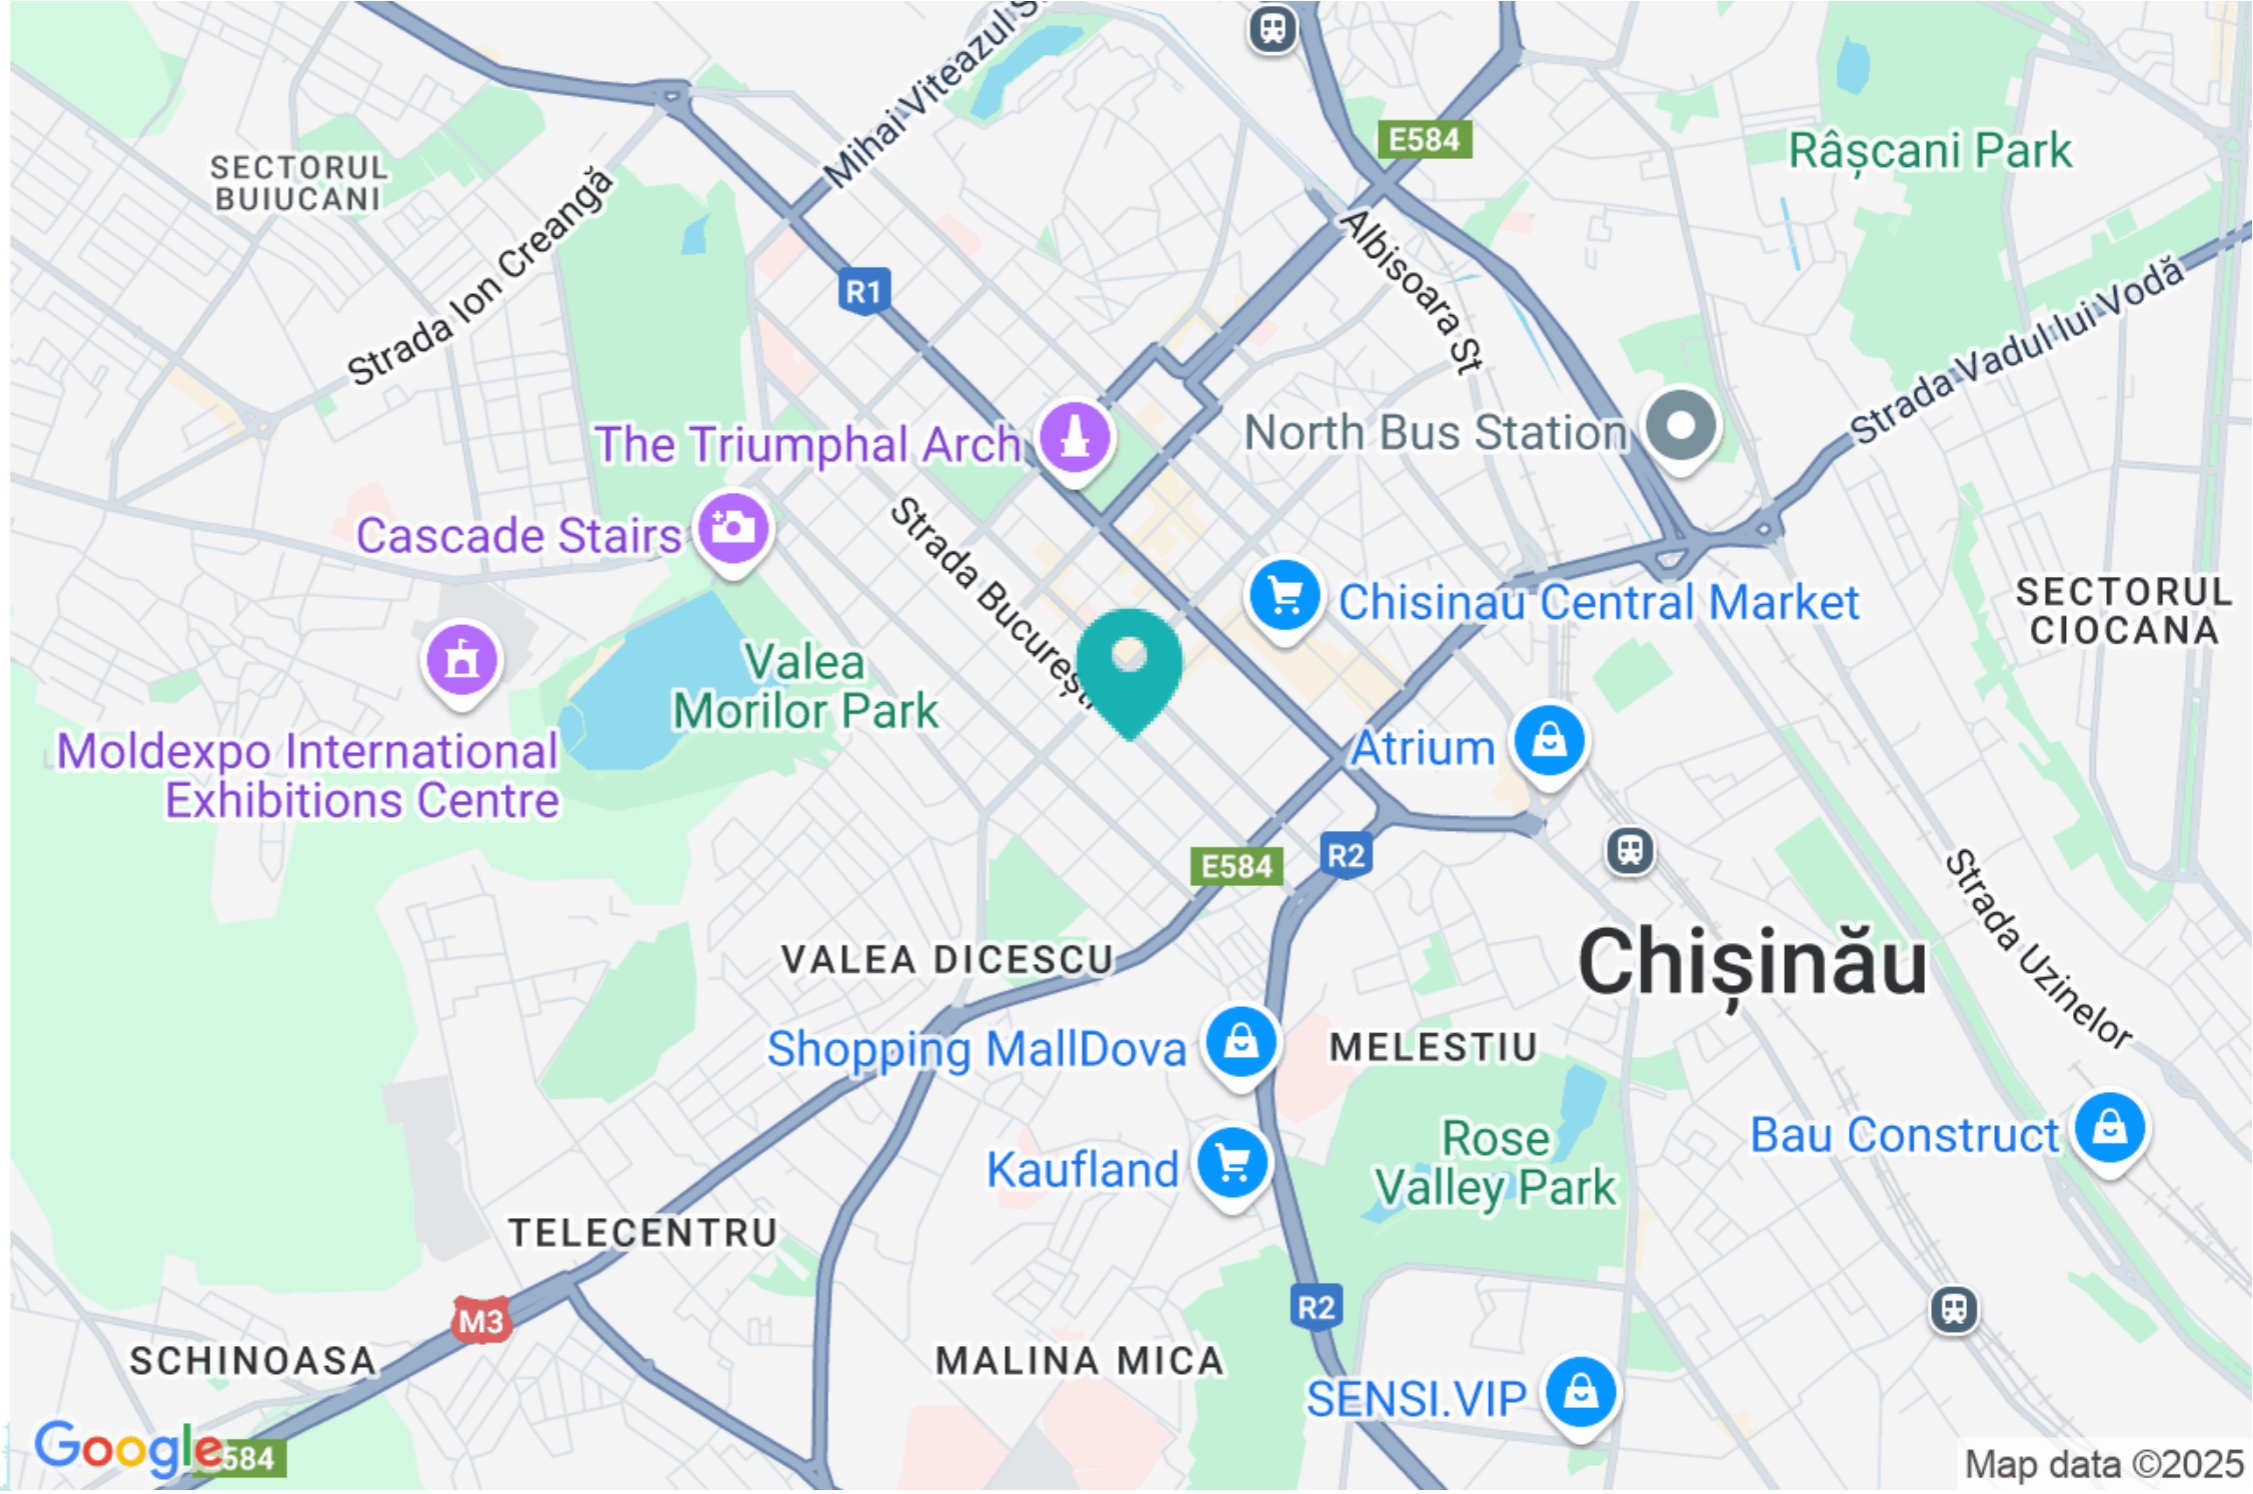 Mihai Viteazul S
E584
Râșcani Park
SECTORUL
BUIUCANI
Strada Ion Creangă
R1
Albisoara St
Strada Vadul lui Vodă
The Triumphal Arch
North Bus Station
Cascade Stairs
Strada București
Chisinau Central Market
SECTORUL
CIOCANA
Valea
Morilor Park
Moldexpo International
Exhibitions Centre
Atrium
E584
R2
Strada Uzinelor
VALEA DICESCU
Chișinău
Shopping MallDova
MELESTIU
Rose
Valley Park
Bau Construct
Kaufland
TELECENTRU
M3
R2
SCHINOASA
MALINA MICA
SENSI.VIP
Google
E584
Map data ©2025